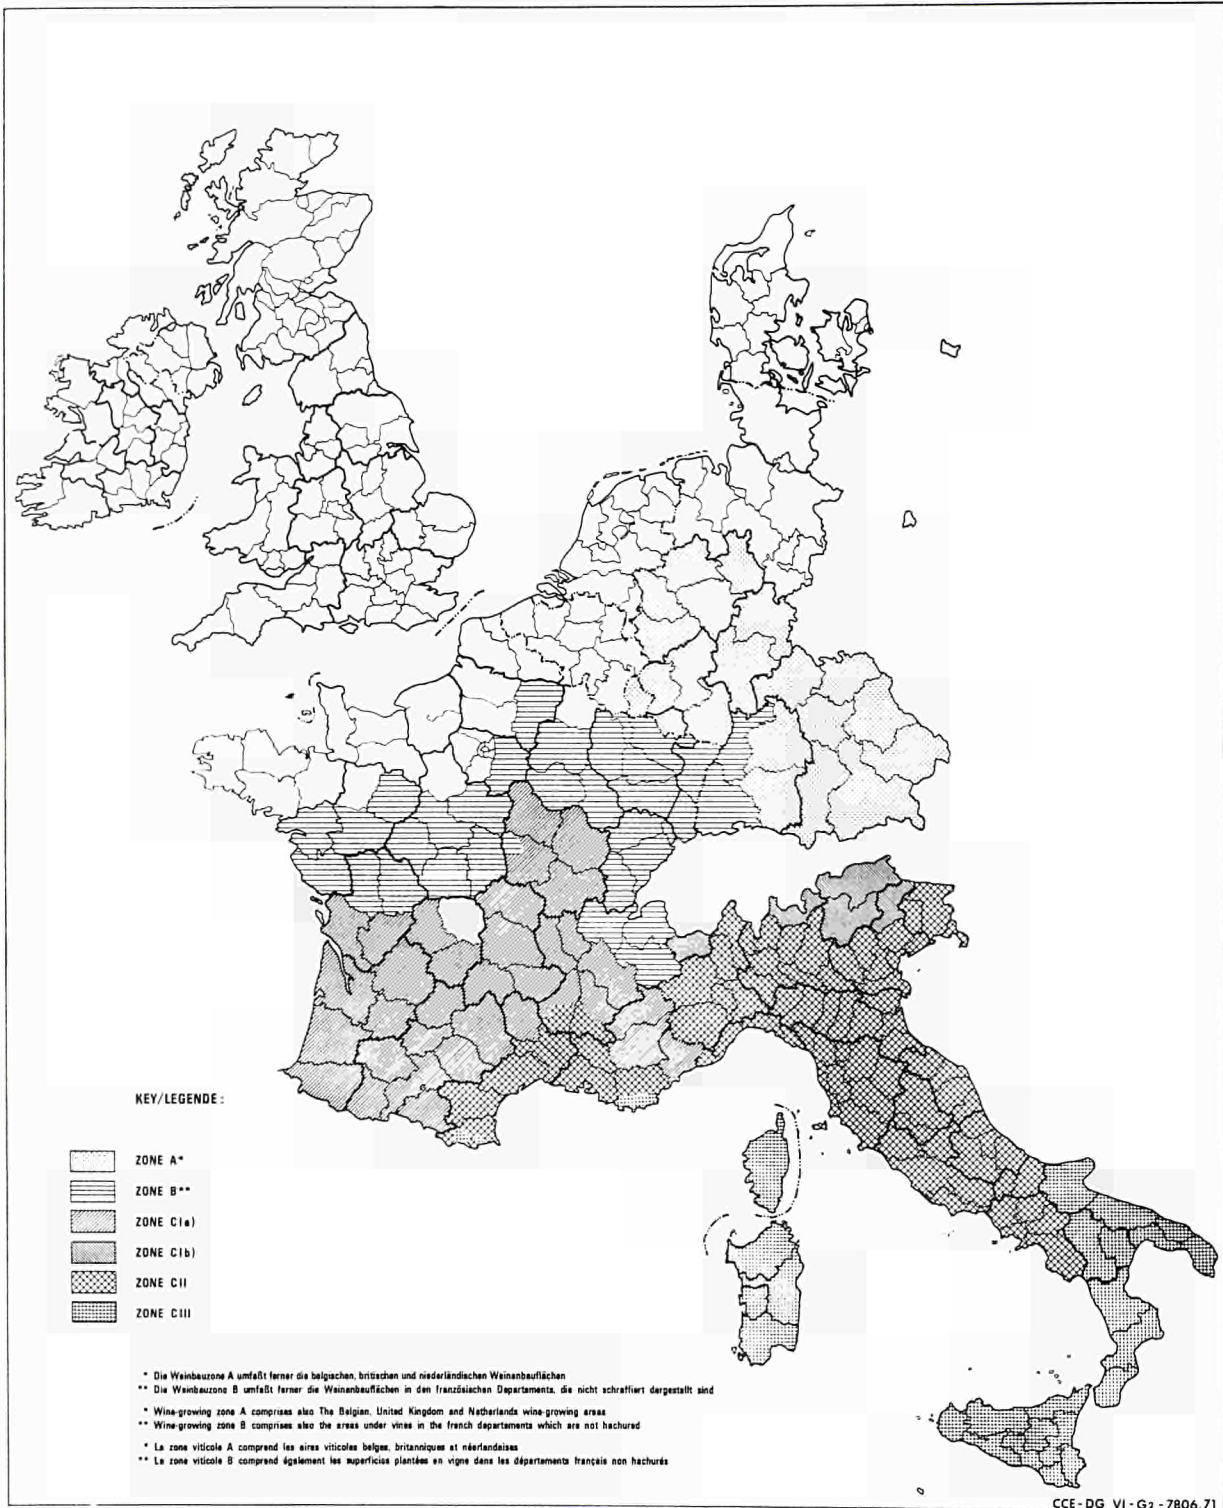 KEY/LEGENDE:
ZONE A*
ZONE B**
ZONE C(a)
ZONE C(b)
ZONE CII
ZONE CIII
* Die Weinbauzone A umfaßt ferner die belgischen, britischen und niederländischen Weinanbauflächen
** Die Weinbauzone B umfaßt ferner die Weinanbauflächen in den französischen Departements, die nicht schraffiert dargestellt sind
* Wine-growing zone A comprises also The Belgian, United Kingdom and Netherlands wine-growing areas
** Wine-growing zone B comprises also the areas under vines in the french departements which are not hachured
* La zone viticole A comprend les aires viticoles belges, britanniques et néerlandaises
** La zone viticole B comprend également les superficies plantées en vigne dans les départements français non hachurés
CCE-DG VI-G2-7806.71